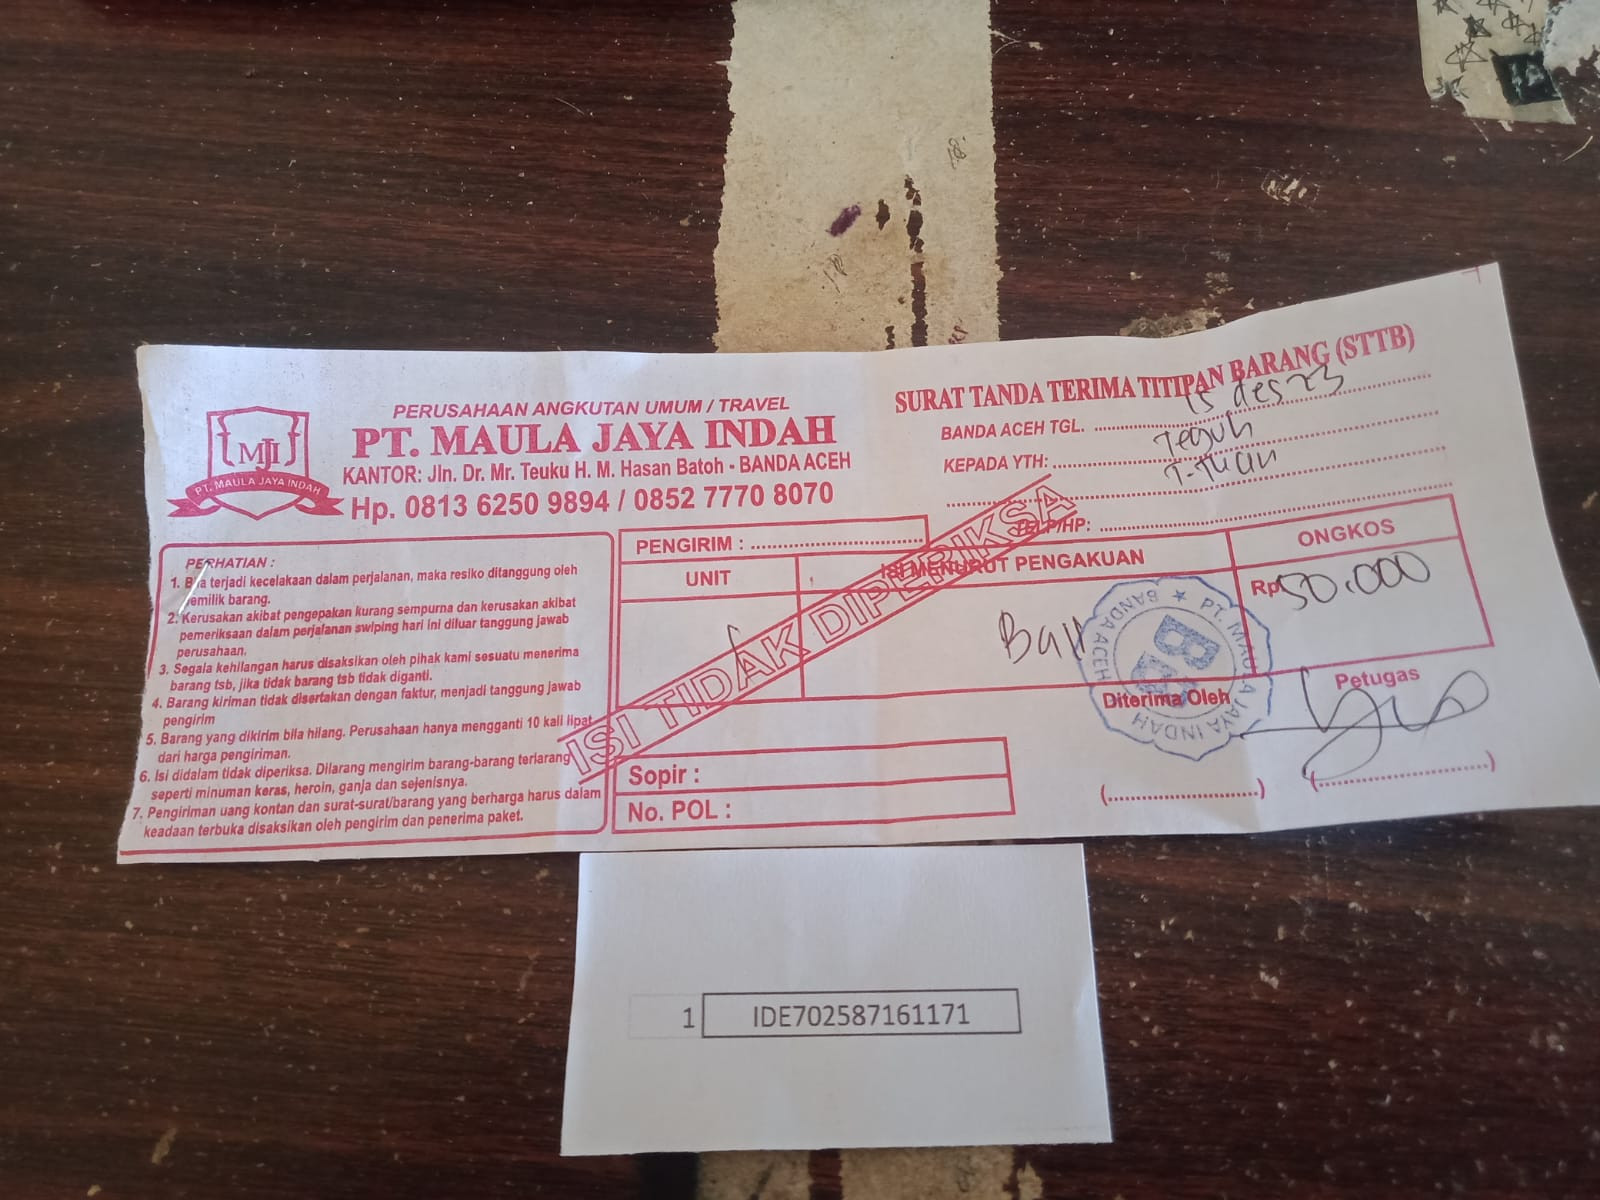 MJI
PT. MAULA JAYA INDAH
PERUSAHAAN ANGKUTAN UMUM / TRAVEL
PT. MAULA JAYA INDAH
KANTOR: Jln. Dr. Mr. Teuku H. M. Hasan Batoh - BANDA ACEH
Hp. 0813 6250 9894 / 0852 7770 8070
SURAT TANDA TERIMA TITIPAN BARANG (STTB)
BANDA ACEH TGL. 15 des 23
KEPADA YTH: Teguh
T-Tuan
TELP/HP:
PERHATIAN :
1. Bila terjadi kecelakaan dalam perjalanan, maka resiko ditanggung oleh
pemilik barang.
2. Kerusakan akibat pengepakan kurang sempurna dan kerusakan akibat
pemeriksaan dalam perjalanan swiping hari ini diluar tanggung jawab
perusahaan.
3. Segala kehilangan harus disaksikan oleh pihak kami sesuatu menerima
barang tsb, jika tidak barang tsb tidak diganti.
4. Barang kiriman tidak disertakan dengan faktur, menjadi tanggung jawab
pengirim
5. Barang yang dikirim bila hilang. Perusahaan hanya mengganti 10 kali lipat
dari harga pengiriman.
6. Isi didalam tidak diperiksa. Dilarang mengirim barang-barang terlarang
seperti minuman keras, heroin, ganja dan sejenisnya.
7. Pengiriman uang kontan dan surat-surat/barang yang berharga harus dalam
keadaan terbuka disaksikan oleh pengirim dan penerima paket.
PENGIRIM :
UNIT
ISI MENURUT PENGAKUAN
ONGKOS
Rp 50.000
ISI TIDAK DIPERIKSA
PT. MAULA JAYA INDAH
BANDA ACEH
Diterima Oleh
Petugas
(....................)
(....................)
Sopir :
No. POL :
1 IDE702587161171